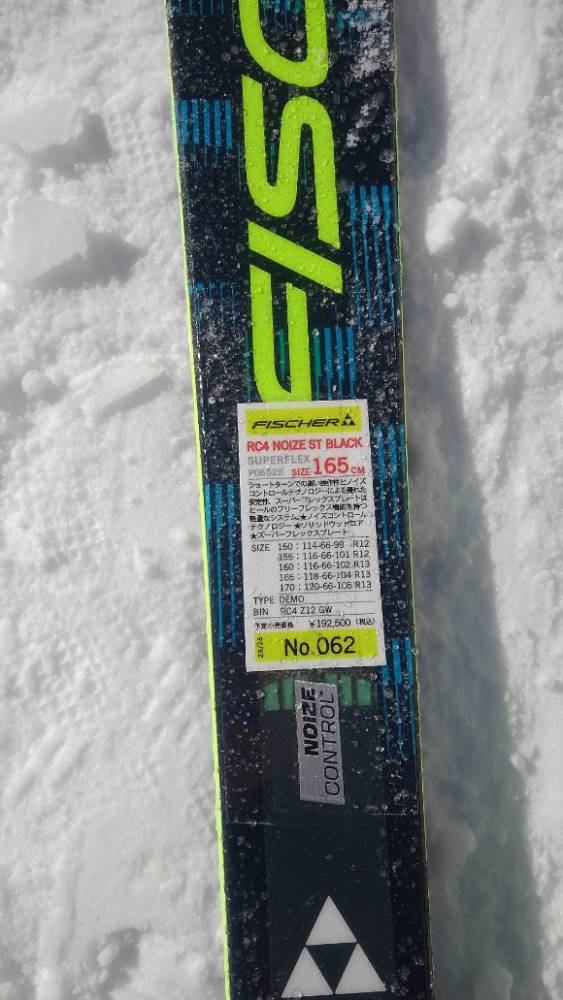 FISC
FISCHER
RC4 NOIZE ST BLACK
SUPERFLEX
P06525 SIZE 165 CM
ショートターンでの高い操作性とノイズ
コントロールテクノロジーによる優れた
安定性。スーパーフレックスプレートは
ヒールのフリーフレックス機能を持つ
軽量なシステム。★ノイズコントロール
テクノロジー ★ソリッドウッドコア
★スーパーフレックスプレート
SIZE 150 : 114-66-99 R12
155 : 116-66-101 R12
160 : 116-66-102 R13
165 : 118-66-104 R13
170 : 120-66-105 R13
TYPE DEMO
BIN RC4 Z12 GW
予定小売価格 ¥192,500 (税込)
25/26 No.062
NOIZE
CONTROL